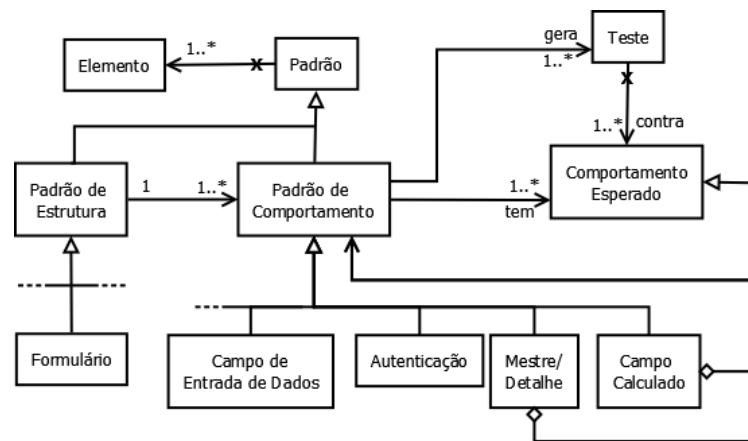 gera
Teste
1..*
Elemento
Padrão
1..*
x
x
1..*
contra
Padrão de
Estrutura
1
1..*
Padrão de
Comportamento
1..*
tem
Comportamento
Esperado
Formulário
Campo de
Entrada de Dados
Autenticação
Mestre/
Detalhe
Campo
Calculado